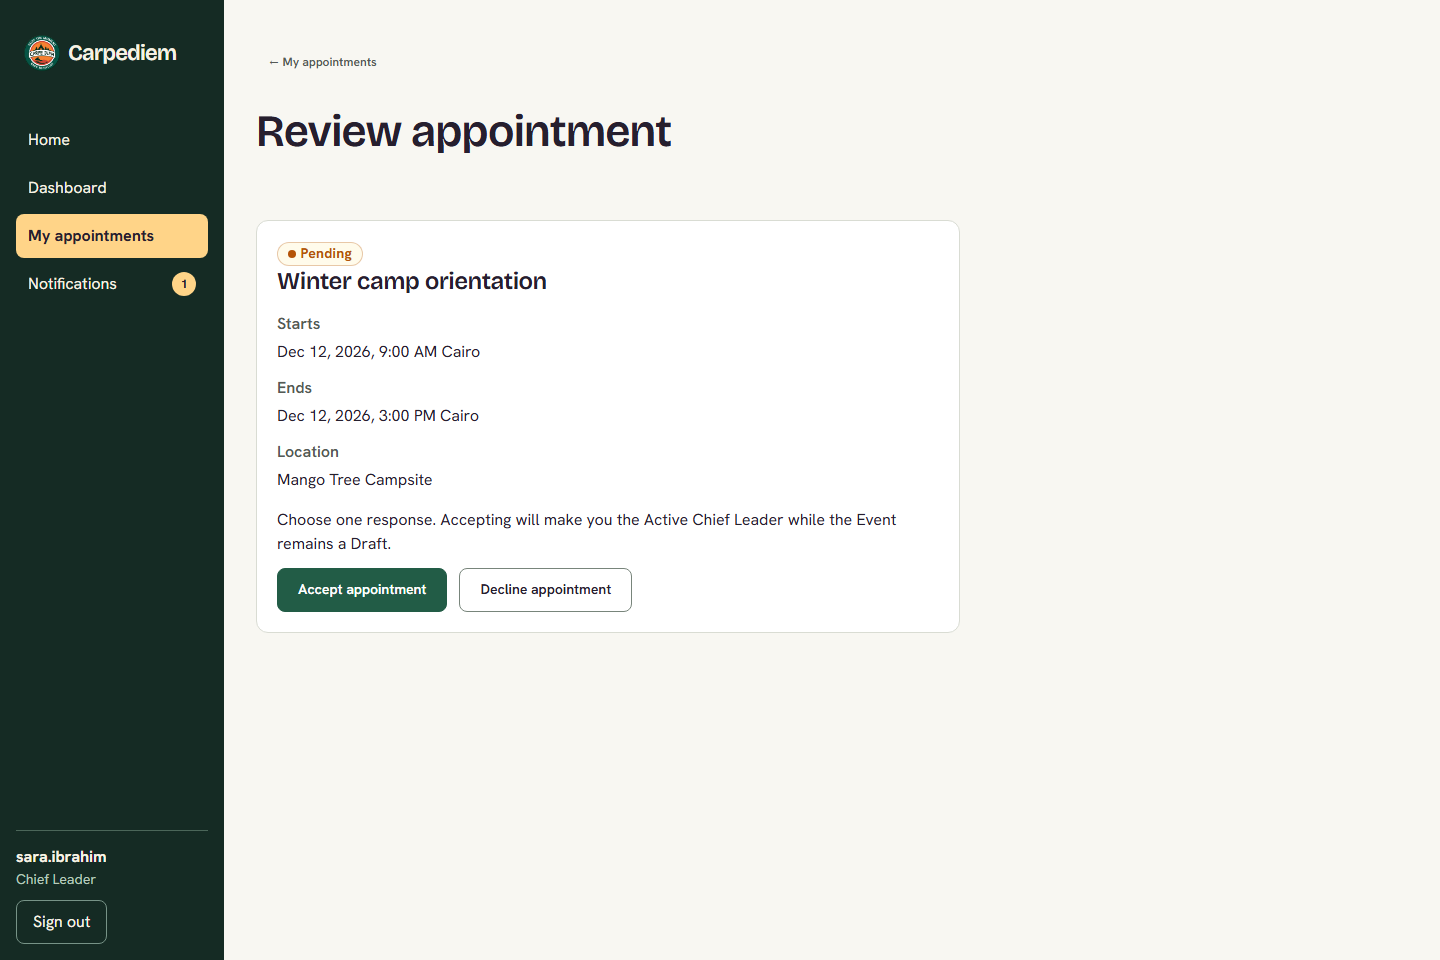 Carpediem
Home
Dashboard
My appointments
Notifications 1
sara.ibrahim
Chief Leader
Sign out
← My appointments
Review appointment
Pending
Winter camp orientation
Starts
Dec 12, 2026, 9:00 AM Cairo
Ends
Dec 12, 2026, 3:00 PM Cairo
Location
Mango Tree Campsite
Choose one response. Accepting will make you the Active Chief Leader while the Event
remains a Draft.
Accept appointment Decline appointment